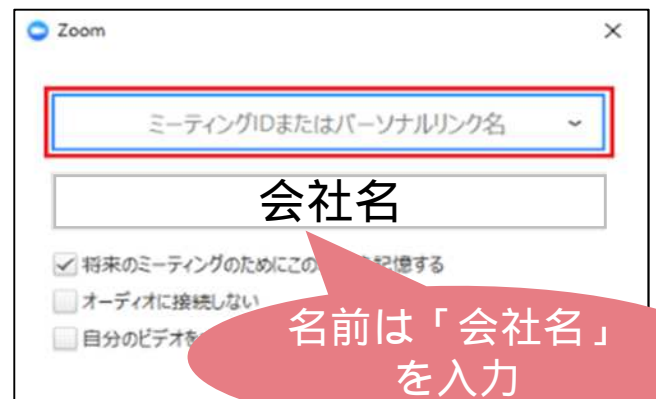 Zoom
ミーティングIDまたはパーソナルリンク名
会社名
将来のミーティングのためにこの 記憶する
オーディオに接続しない
自分のビデオを
名前は「会社名」
を入力